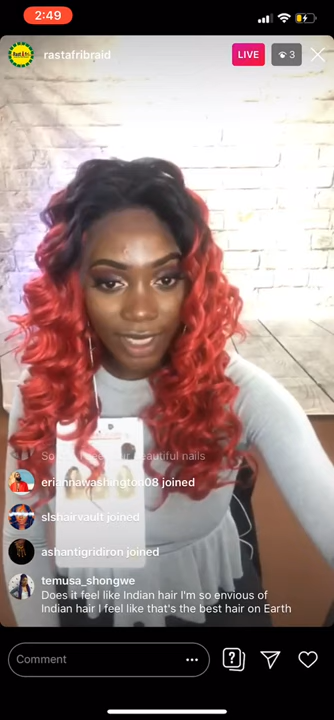 2:49
rastafribraid
LIVE
3
beautiful nails
eriannawashington08 joined
slshairvault joined
ashantigridiron joined
temusa_shongwe
Does it feel like Indian hair I'm so envious of
Indian hair I feel like that's the best hair on Earth
Comment